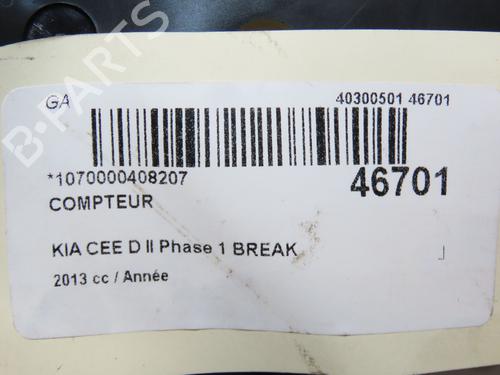 B-PARTS
GA
40300501 46701
*1070000408207
46701
COMPTEUR
KIA CEE D II Phase 1 BREAK
2013 cc / Année